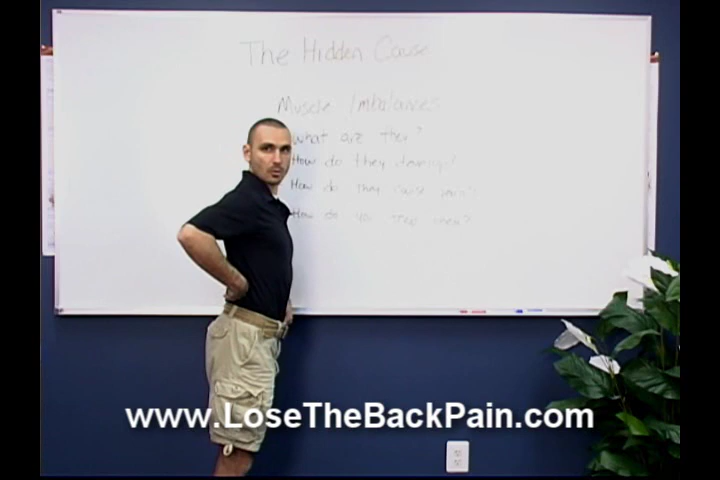 The Hidden Cause
Muscle Imbalances
What are they?
How do they damage?
How do they cause pain?
How do you treat them?
www.LoseTheBackPain.com